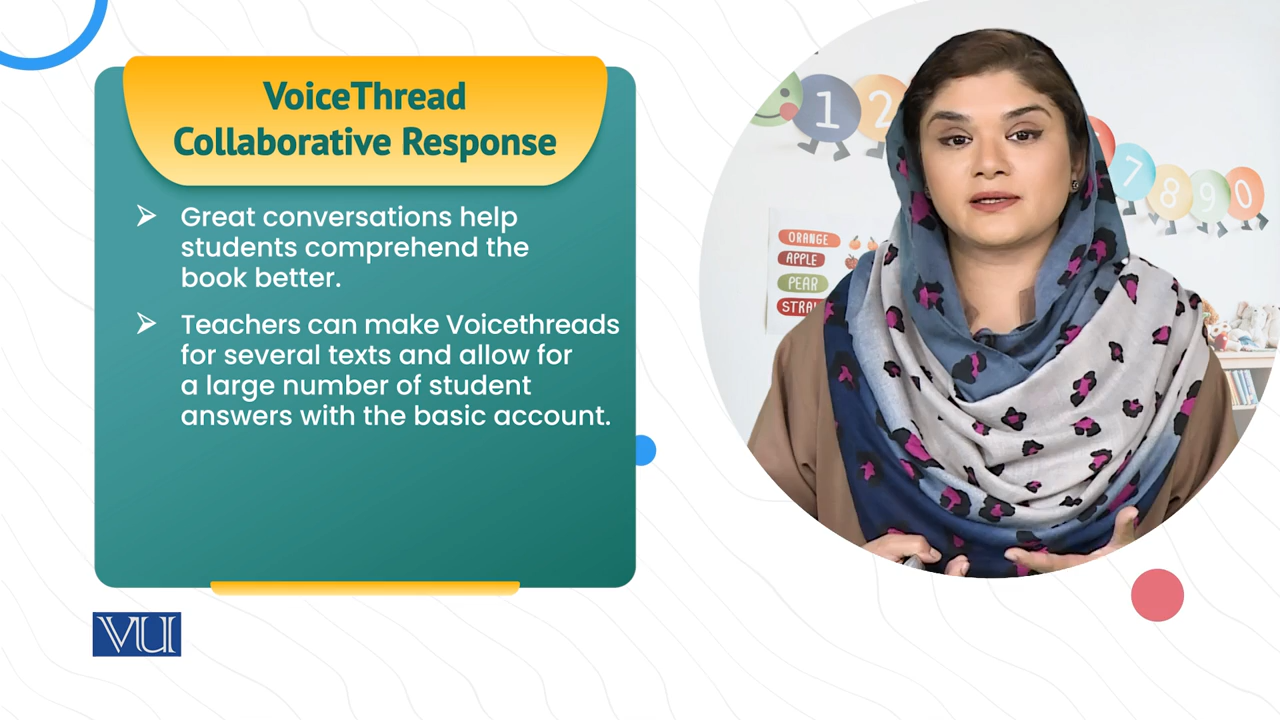 VoiceThread
Collaborative Response
Great conversations help
students comprehend the
book better.
Teachers can make Voicethreads
for several texts and allow for
a large number of student
answers with the basic account.
VU
1 2
7 8 9 0
ORANGE
APPLE
PEAR